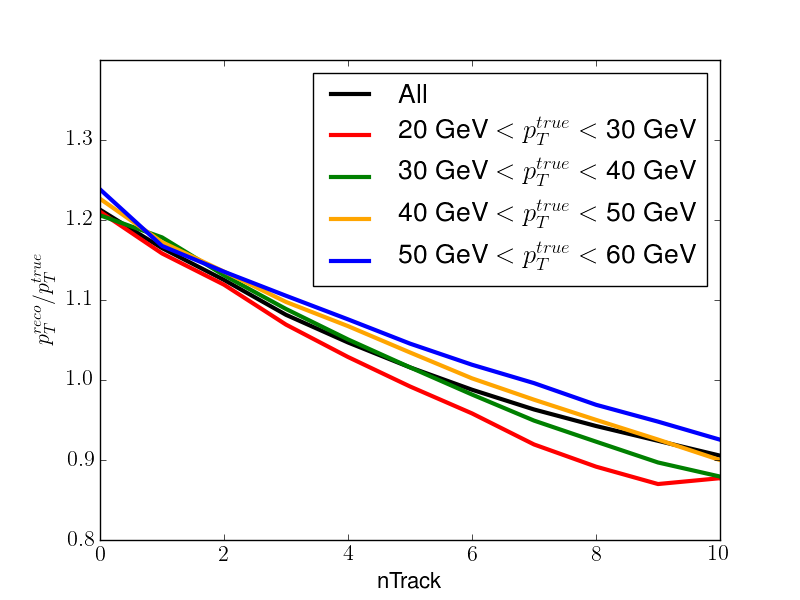 All
20 GeV < p_T^{true} < 30 GeV
30 GeV < p_T^{true} < 40 GeV
40 GeV < p_T^{true} < 50 GeV
50 GeV < p_T^{true} < 60 GeV
p_T^{reco}/p_T^{true}
1.3
1.2
1.1
1.0
0.9
0.8
0 2 4 6 8 10
nTrack